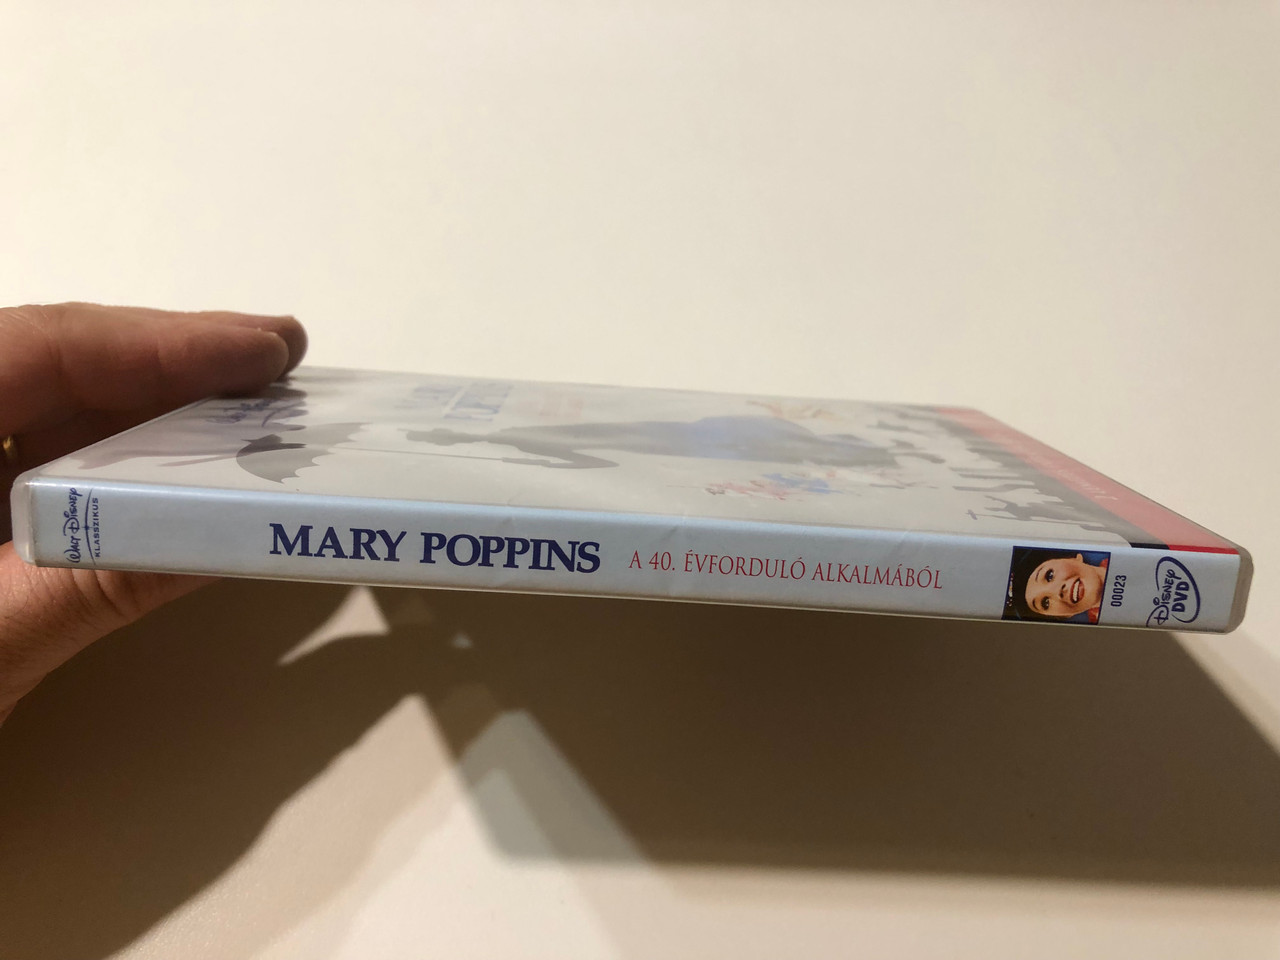 WALT DISNEY
KLASSZIKUS
MARY POPPINS
A 40. ÉVFORDULÓ ALKALMÁBÓL
00023
DISNEY
DVD